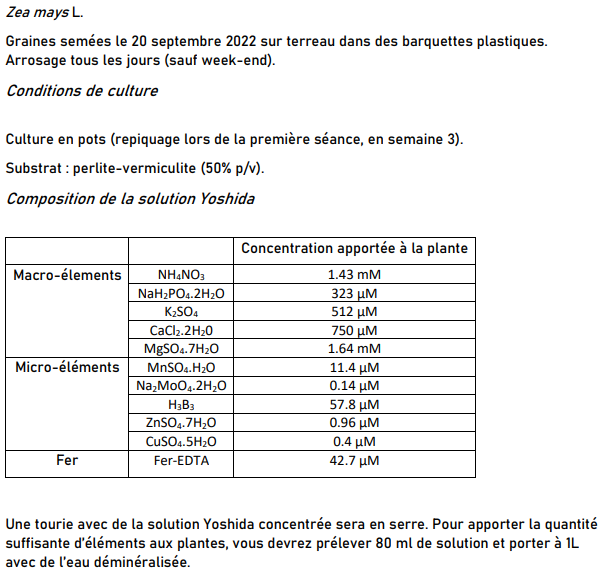 Zea mays L.
Graines semées le 20 septembre 2022 sur terreau dans des barquettes plastiques.
Arrosage tous les jours (sauf week-end).
Conditions de culture
Culture en pots (repiquage lors de la première séance, en semaine 3).
Substrat : perlite-vermiculite (50% p/v).
Composition de la solution Yoshida
Concentration apportée à la plante
Macro-élements NH₄NO₃ 1.43 mM
NaH₂PO₄.2H₂O 323 µM
K₂SO₄ 512 µM
CaCl₂.2H₂0 750 µM
MgSO₄.7H₂O 1.64 mM
Micro-éléments MnSO₄.H₂O 11.4 µM
Na₂MoO₄.2H₂O 0.14 µM
H₃B₃ 57.8 µM
ZnSO₄.7H₂O 0.96 µM
CuSO₄.5H₂O 0.4 µM
Fer Fer-EDTA 42.7 µM
Une tourie avec de la solution Yoshida concentrée sera en serre. Pour apporter la quantité
suffisante d'éléments aux plantes, vous devrez prélever 80 ml de solution et porter à 1L
avec de l'eau déminéralisée.